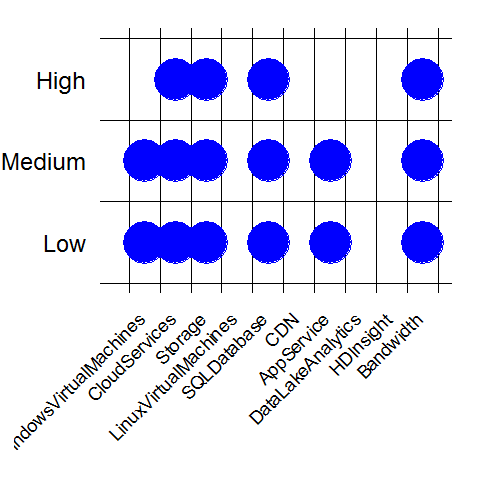 High
Medium
Low
ndowsVirtualMachines
CloudServices
Storage
LinuxVirtualMachines
SQLDatabase
CDN
AppService
DataLakeAnalytics
HDInsight
Bandwidth